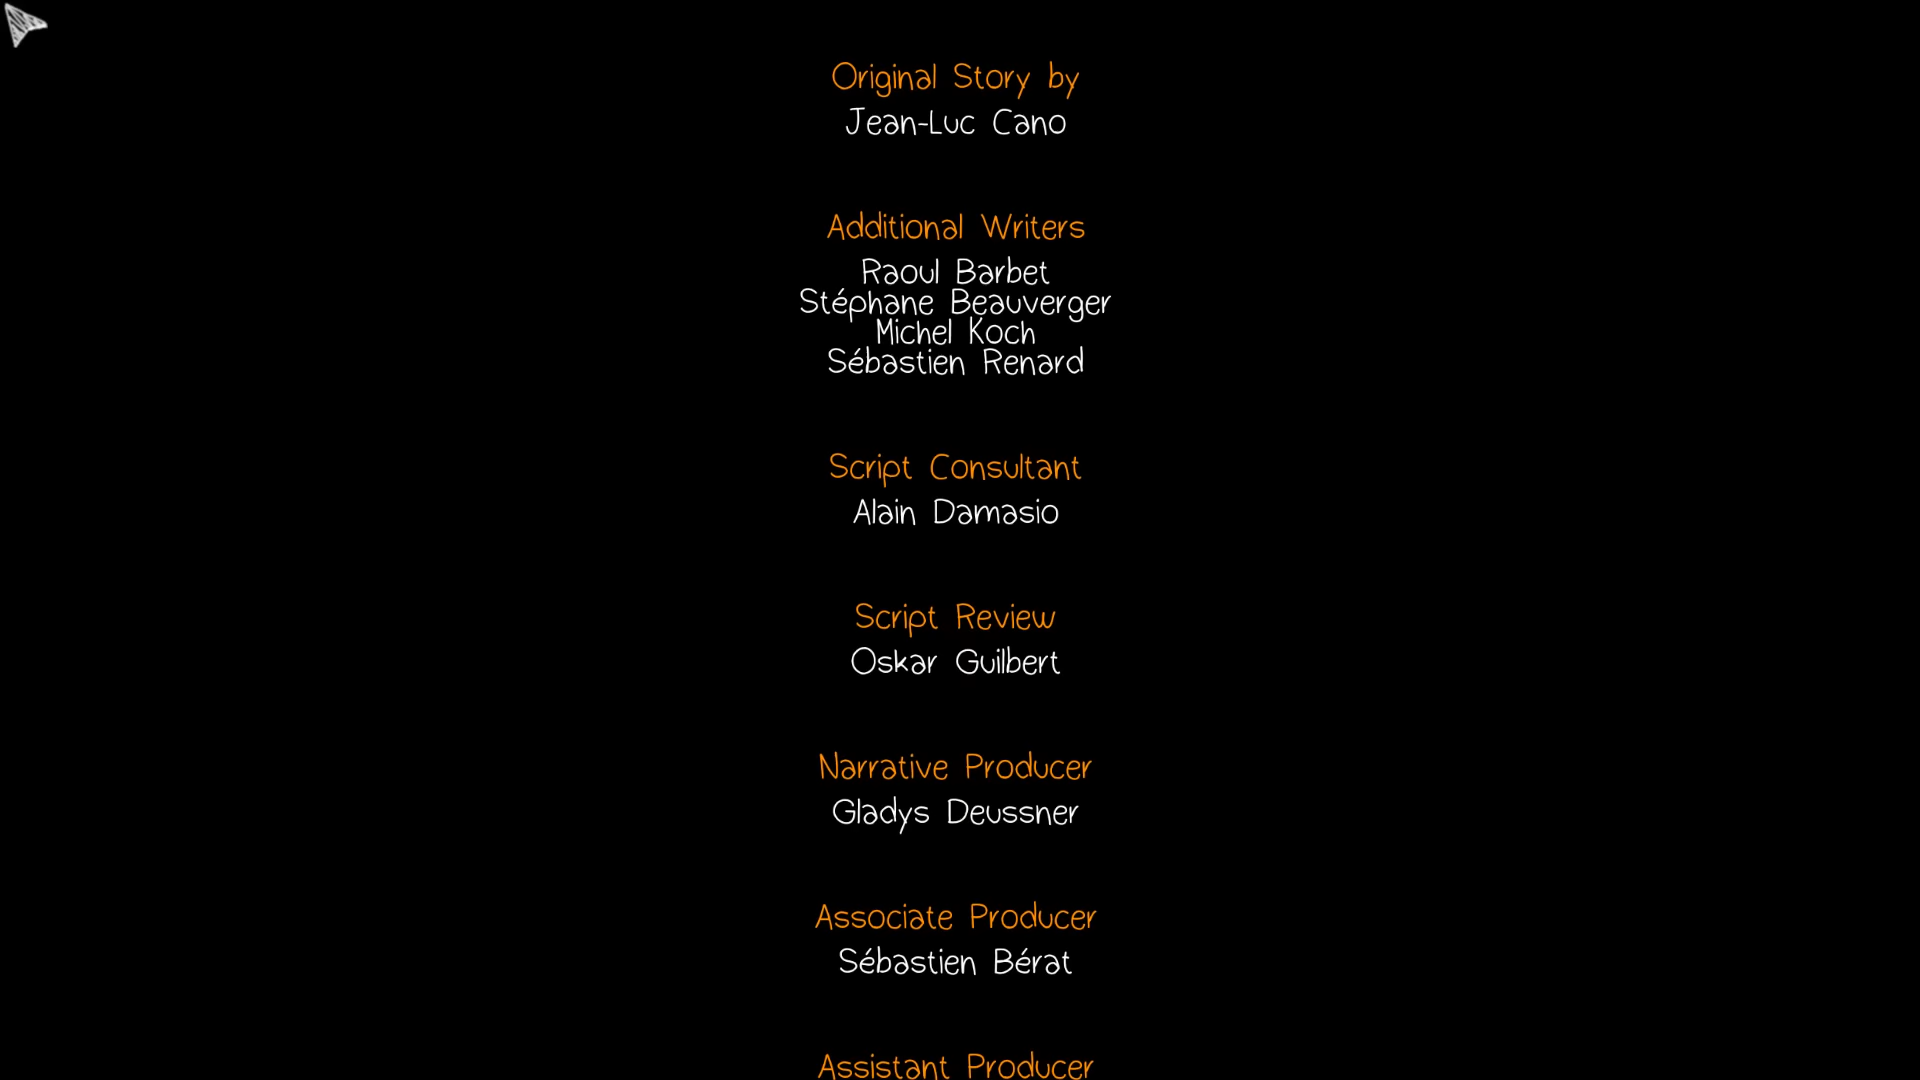 Original Story by
Jean-Luc Cano
Additional Writers
Raoul Barbet
Stéphane Beauverger
Michel Koch
Sébastien Renard
Script Consultant
Alain Damasio
Script Review
Oskar Guilbert
Narrative Producer
Gladys Deussner
Associate Producer
Sébastien Bérat
Assistant Producer